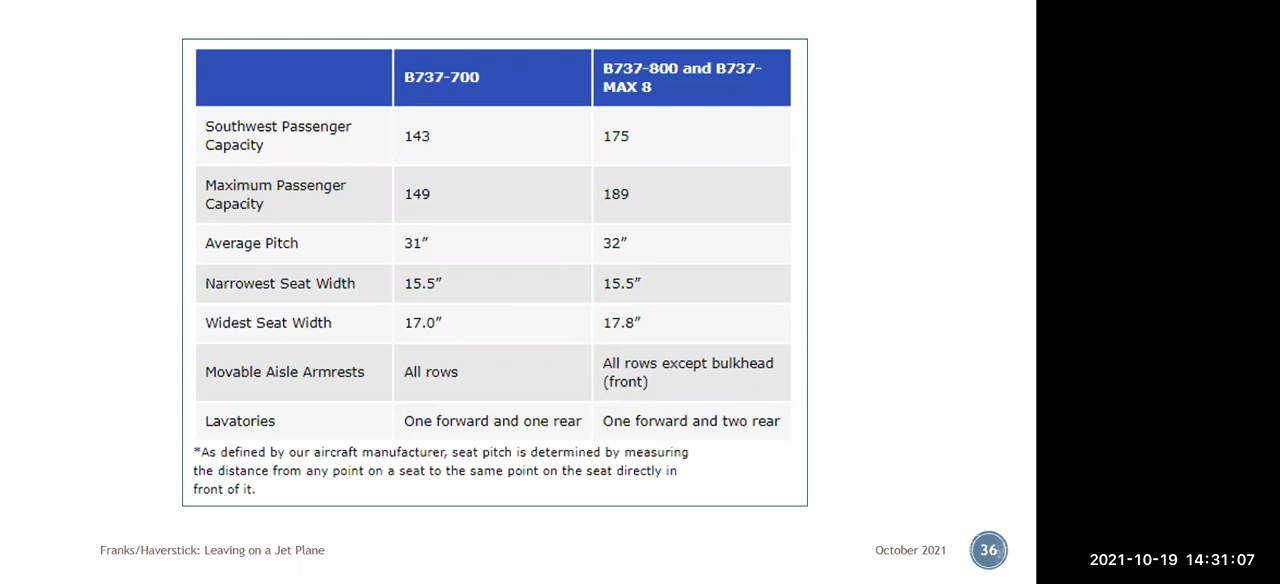 B737-700
B737-800 and B737-
MAX 8
Southwest Passenger
Capacity
143
175
Maximum Passenger
Capacity
149
189
Average Pitch
31”
32”
Narrowest Seat Width
15.5”
15.5”
Widest Seat Width
17.0”
17.8”
Movable Aisle Armrests
All rows
All rows except bulkhead
(front)
Lavatories
One forward and one rear
One forward and two rear
*As defined by our aircraft manufacturer, seat pitch is determined by measuring
the distance from any point on a seat to the same point on the seat directly in
front of it.
Franks/Haverstick: Leaving on a Jet Plane
October 2021
36
2021-10-19 14:31:07